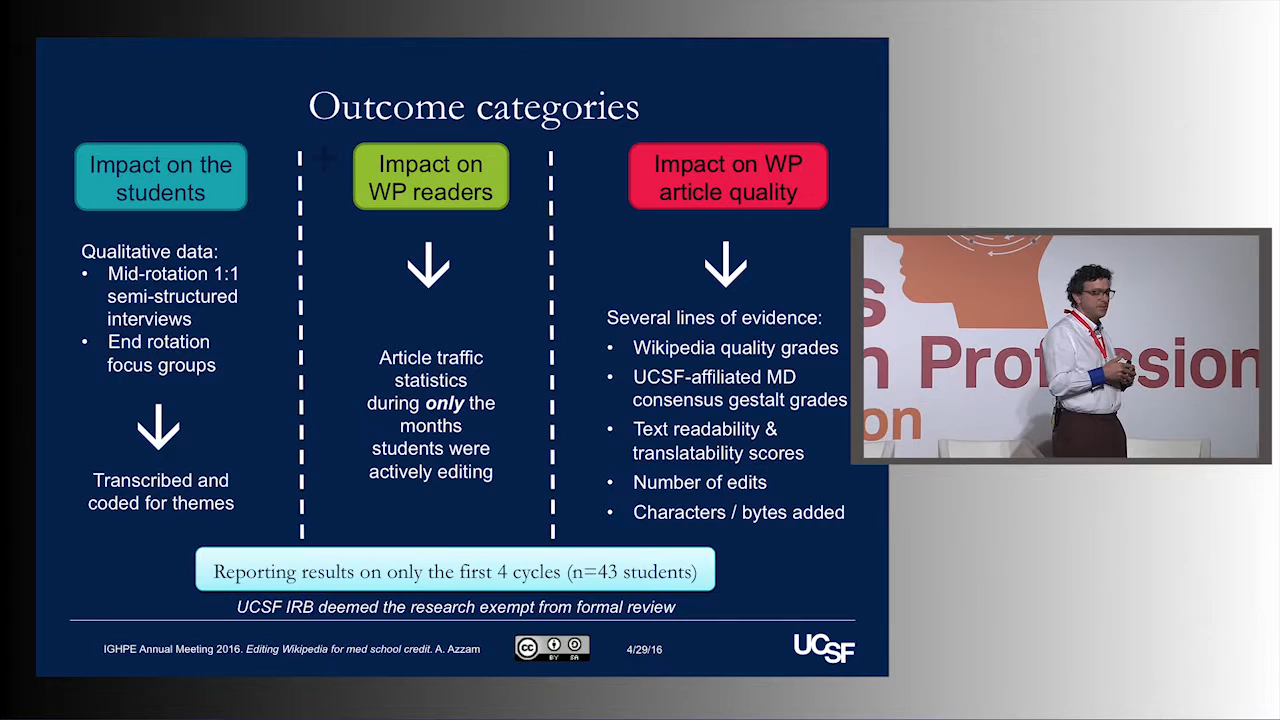 Outcome categories
Impact on the
students
Impact on
WP readers
Impact on WP
article quality
Qualitative data:
• Mid-rotation 1:1
semi-structured
interviews
• End rotation
focus groups
Transcribed and
coded for themes
Article traffic
statistics
during only the
months
students were
actively editing
Several lines of evidence:
• Wikipedia quality grades
• UCSF-affiliated MD
consensus gestalt grades
• Text readability &
translatability scores
• Number of edits
• Characters / bytes added
Reporting results on only the first 4 cycles (n=43 students)
UCSF IRB deemed the research exempt from formal review
IGHPE Annual Meeting 2016. Editing Wikipedia for med school credit. A. Azzam
cc
BY SA
4/29/16
UCSF
s
n Profession
on